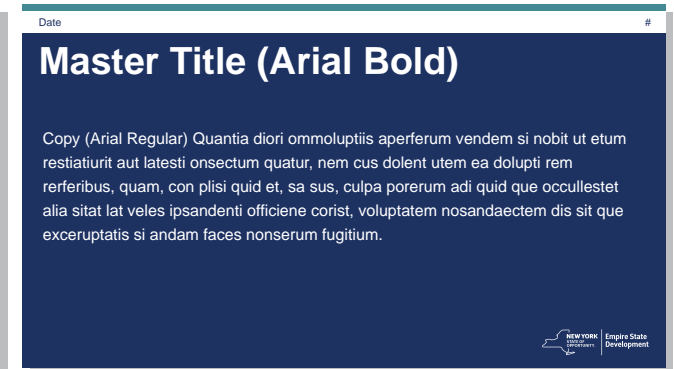 Date #
Master Title (Arial Bold)
Copy (Arial Regular) Quantia diori ommoluptiis aperferum vendem si nobit ut etum
restiatiurit aut latesti onsectum quatur, nem cus dolent utem ea dolupti rem
rerferibus, quam, con plisi quid et, sa sus, culpa porerum adi quid que occullestet
alia sitat lat veles ipsandenti officiene corist, voluptatem nosandaectem dis sit que
exceruptatis si andam faces nonserum fugitium.
NEW YORK
STATE OF
OPPORTUNITY.
Empire State
Development